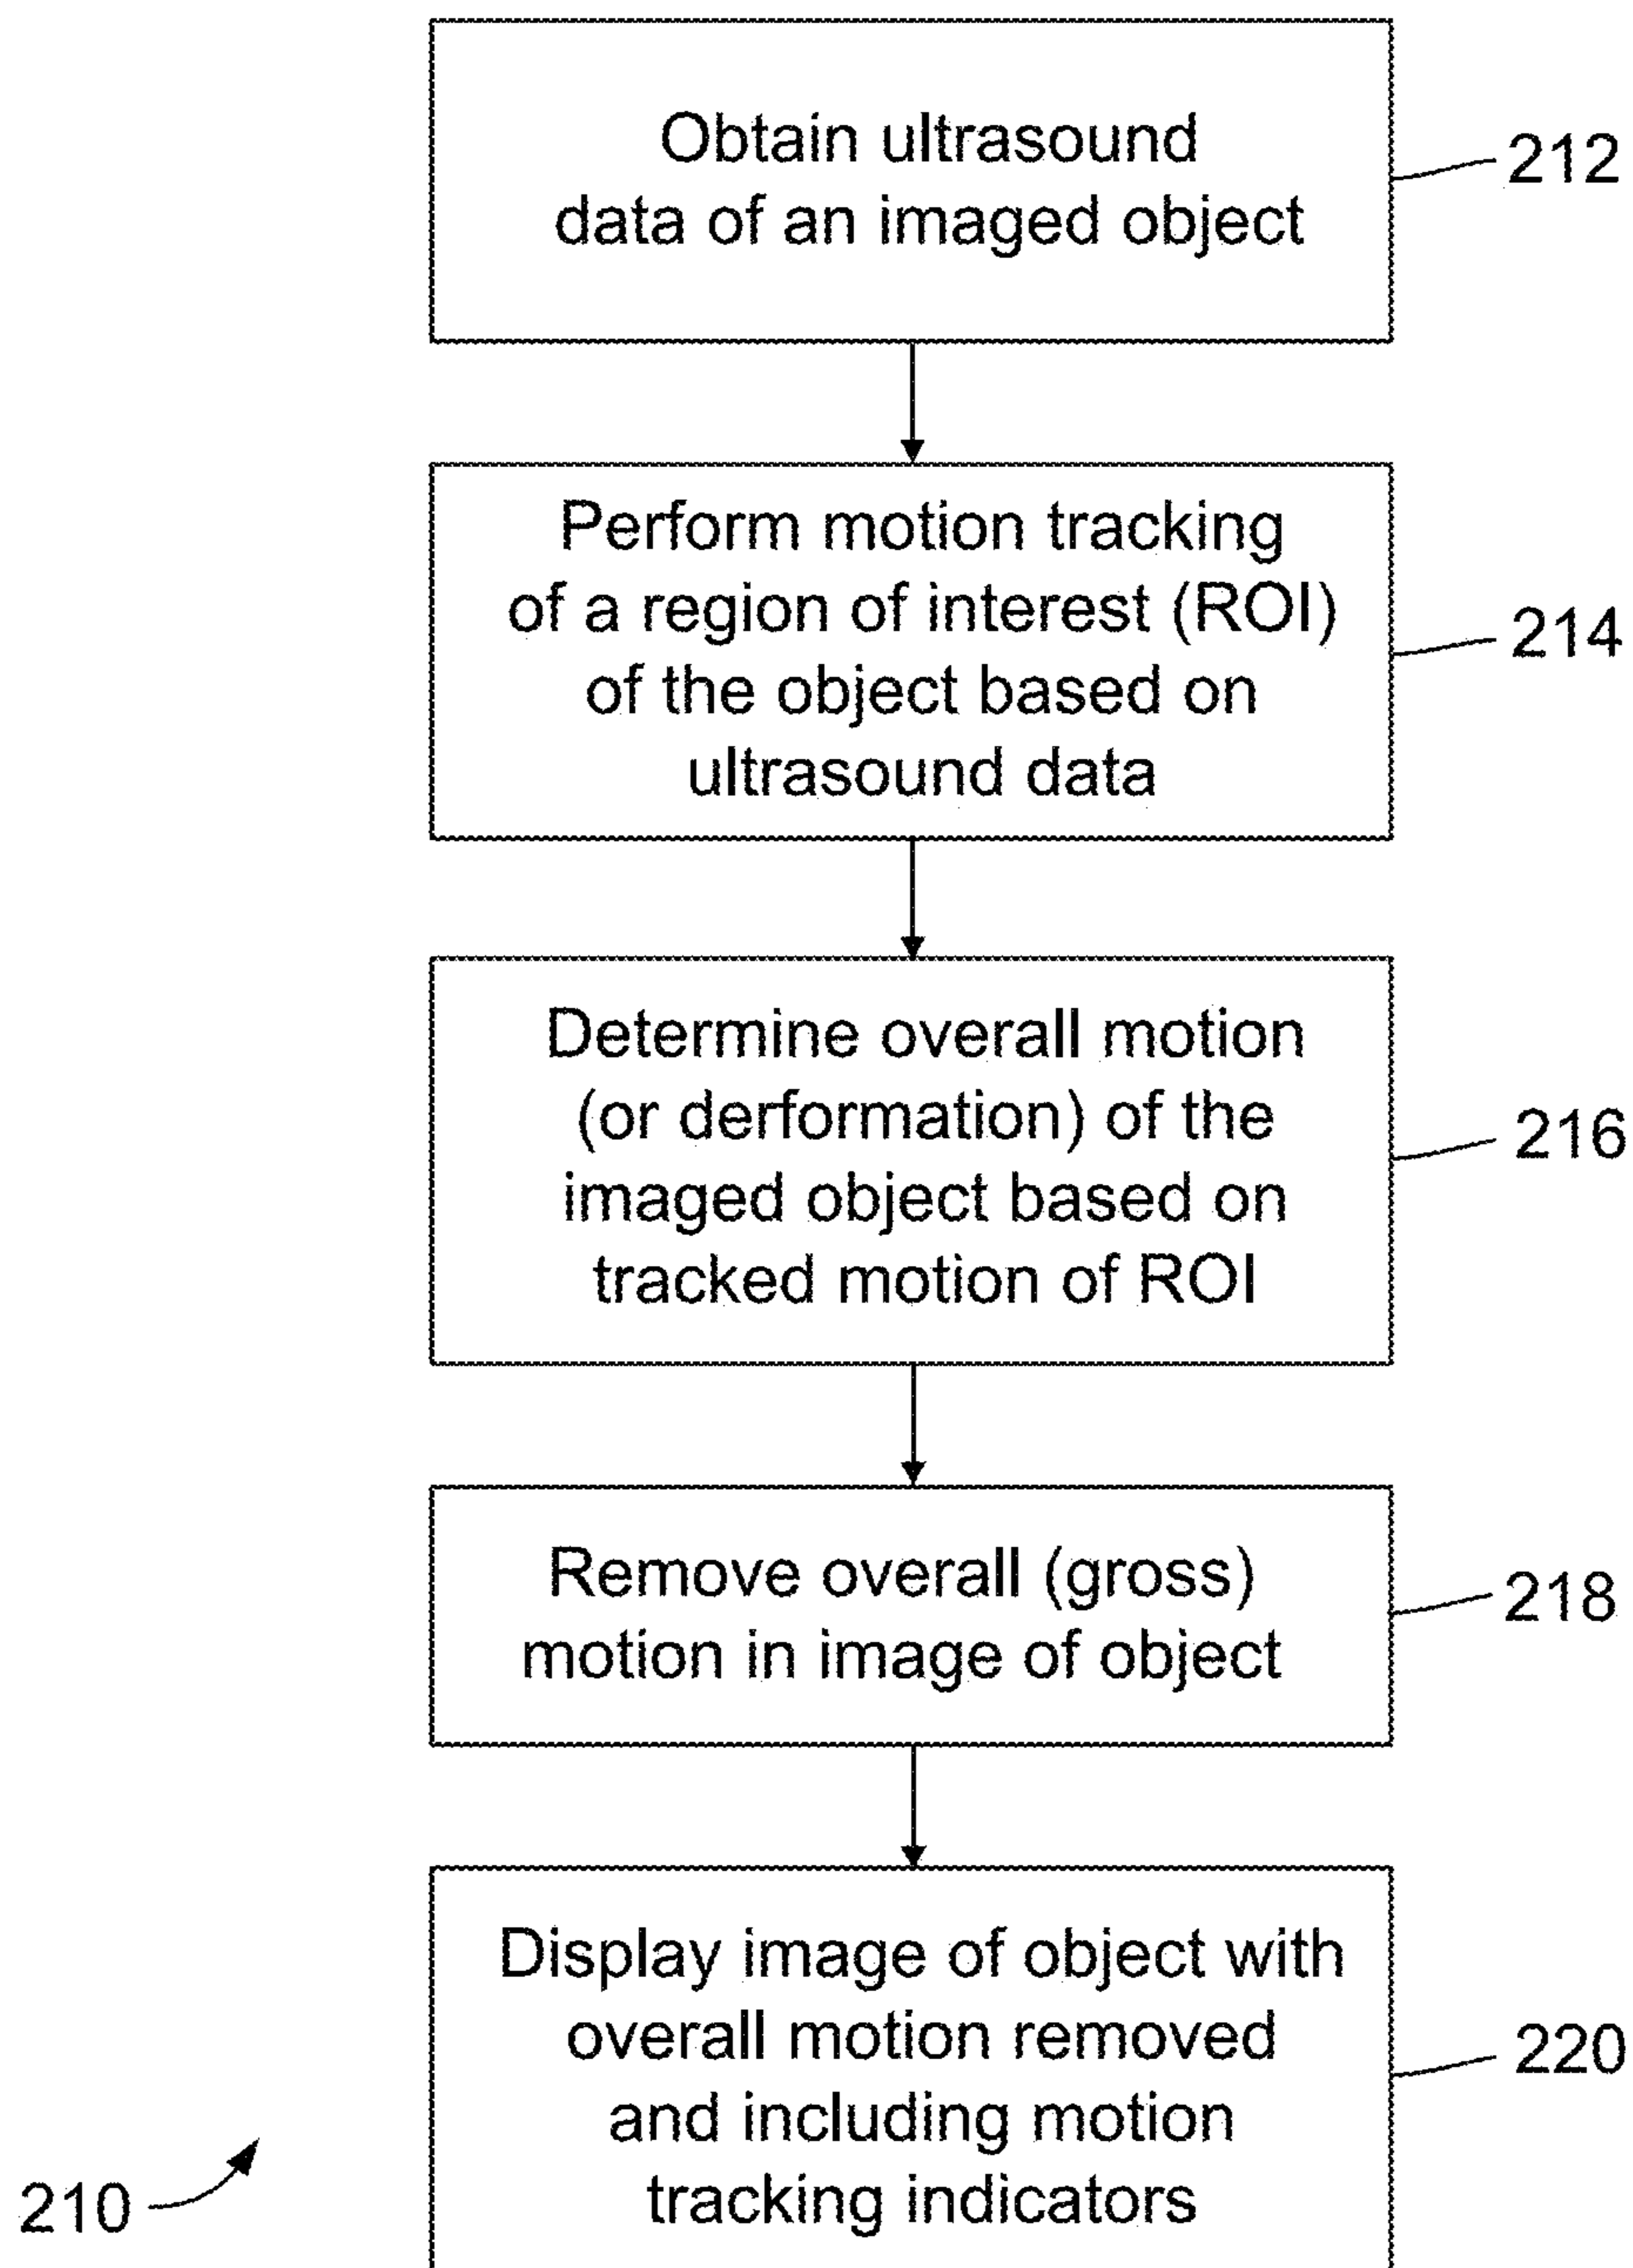 Obtain ultrasound
data of an imaged object
212
Perform motion tracking
of a region of interest (ROI)
of the object based on
ultrasound data
214
Determine overall motion
(or derformation) of the
imaged object based on
tracked motion of ROI
216
Remove overall (gross)
motion in image of object
218
Display image of object with
overall motion removed
and including motion
tracking indicators
220
210